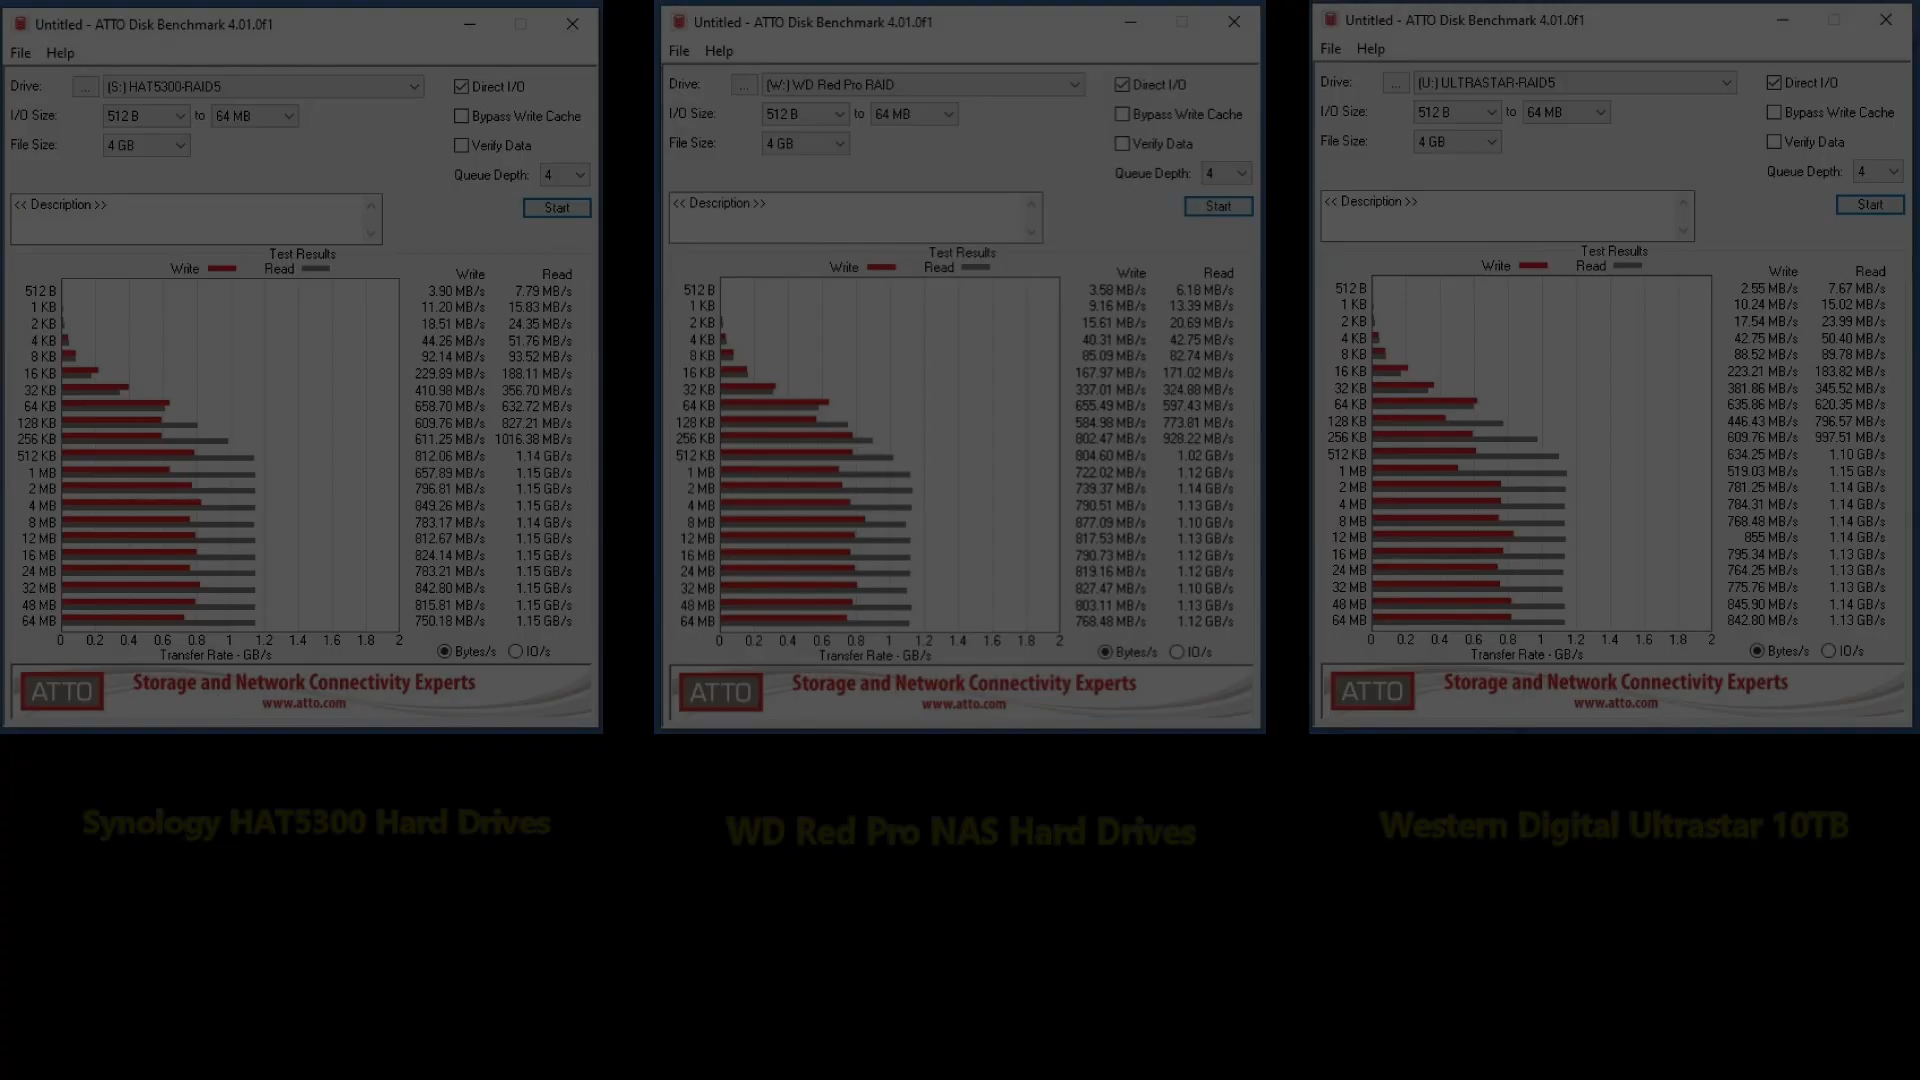 Untitled - ATTO Disk Benchmark 4.01.0f1
File Help
Drive: ... (S:) HAT5300-RAID5
Direct I/O
I/O Size: 512 B to 64 MB
Bypass Write Cache
File Size: 4 GB
Verify Data
Queue Depth: 4
<< Description >>
Start
Test Results
Write Read
Write Read
512 B 3.90 MB/s 7.79 MB/s
1 KB 11.20 MB/s 15.83 MB/s
2 KB 18.51 MB/s 24.35 MB/s
4 KB 44.26 MB/s 51.76 MB/s
8 KB 92.14 MB/s 93.52 MB/s
16 KB 229.89 MB/s 188.11 MB/s
32 KB 410.98 MB/s 356.70 MB/s
64 KB 658.70 MB/s 632.72 MB/s
128 KB 609.76 MB/s 827.21 MB/s
256 KB 611.25 MB/s 1016.38 MB/s
512 KB 812.06 MB/s 1.14 GB/s
1 MB 657.89 MB/s 1.15 GB/s
2 MB 796.81 MB/s 1.15 GB/s
4 MB 849.26 MB/s 1.15 GB/s
8 MB 783.17 MB/s 1.14 GB/s
12 MB 812.67 MB/s 1.15 GB/s
16 MB 824.14 MB/s 1.15 GB/s
24 MB 783.21 MB/s 1.15 GB/s
32 MB 842.80 MB/s 1.15 GB/s
48 MB 815.81 MB/s 1.15 GB/s
64 MB 750.18 MB/s 1.15 GB/s
0 0.2 0.4 0.6 0.8 1 1.2 1.4 1.6 1.8 2
Transfer Rate - GB/s
Bytes/s IO/s
ATTO Storage and Network Connectivity Experts
www.atto.com
Synology HAT5300 Hard Drives
Untitled - ATTO Disk Benchmark 4.01.0f1
File Help
Drive: ... (W:) WD Red Pro RAID
Direct I/O
I/O Size: 512 B to 64 MB
Bypass Write Cache
File Size: 4 GB
Verify Data
Queue Depth: 4
<< Description >>
Start
Test Results
Write Read
Write Read
512 B 3.58 MB/s 6.18 MB/s
1 KB 9.16 MB/s 13.39 MB/s
2 KB 15.61 MB/s 20.69 MB/s
4 KB 40.31 MB/s 42.75 MB/s
8 KB 85.09 MB/s 82.74 MB/s
16 KB 167.97 MB/s 171.02 MB/s
32 KB 337.01 MB/s 324.88 MB/s
64 KB 655.49 MB/s 597.43 MB/s
128 KB 584.98 MB/s 773.81 MB/s
256 KB 802.47 MB/s 928.22 MB/s
512 KB 804.60 MB/s 1.02 GB/s
1 MB 722.02 MB/s 1.12 GB/s
2 MB 739.37 MB/s 1.14 GB/s
4 MB 790.51 MB/s 1.13 GB/s
8 MB 877.09 MB/s 1.10 GB/s
12 MB 817.53 MB/s 1.13 GB/s
16 MB 790.73 MB/s 1.12 GB/s
24 MB 819.16 MB/s 1.12 GB/s
32 MB 827.47 MB/s 1.10 GB/s
48 MB 803.11 MB/s 1.13 GB/s
64 MB 768.48 MB/s 1.12 GB/s
0 0.2 0.4 0.6 0.8 1 1.2 1.4 1.6 1.8 2
Transfer Rate - GB/s
Bytes/s IO/s
ATTO Storage and Network Connectivity Experts
www.atto.com
WD Red Pro NAS Hard Drives
Untitled - ATTO Disk Benchmark 4.01.0f1
File Help
Drive: ... (U:) ULTRASTAR-RAID5
Direct I/O
I/O Size: 512 B to 64 MB
Bypass Write Cache
File Size: 4 GB
Verify Data
Queue Depth: 4
<< Description >>
Start
Test Results
Write Read
Write Read
512 B 2.55 MB/s 7.67 MB/s
1 KB 10.24 MB/s 15.02 MB/s
2 KB 17.54 MB/s 23.99 MB/s
4 KB 42.75 MB/s 50.40 MB/s
8 KB 88.52 MB/s 89.78 MB/s
16 KB 223.21 MB/s 183.82 MB/s
32 KB 381.86 MB/s 345.52 MB/s
64 KB 635.86 MB/s 620.35 MB/s
128 KB 446.43 MB/s 796.57 MB/s
256 KB 609.76 MB/s 997.51 MB/s
512 KB 634.25 MB/s 1.10 GB/s
1 MB 519.03 MB/s 1.15 GB/s
2 MB 781.25 MB/s 1.14 GB/s
4 MB 784.31 MB/s 1.14 GB/s
8 MB 768.48 MB/s 1.14 GB/s
12 MB 855 MB/s 1.14 GB/s
16 MB 795.34 MB/s 1.13 GB/s
24 MB 764.25 MB/s 1.13 GB/s
32 MB 775.76 MB/s 1.13 GB/s
48 MB 845.90 MB/s 1.14 GB/s
64 MB 842.80 MB/s 1.13 GB/s
0 0.2 0.4 0.6 0.8 1 1.2 1.4 1.6 1.8 2
Transfer Rate - GB/s
Bytes/s IO/s
ATTO Storage and Network Connectivity Experts
www.atto.com
Western Digital Ultrastar 10TB